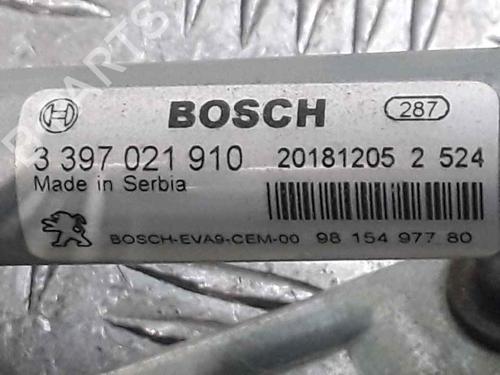 BOSCH 287
3 397 021 910 20181205 2 524
Made in Serbia
BOSCH-EVA9-CEM-00 98 154 977 80